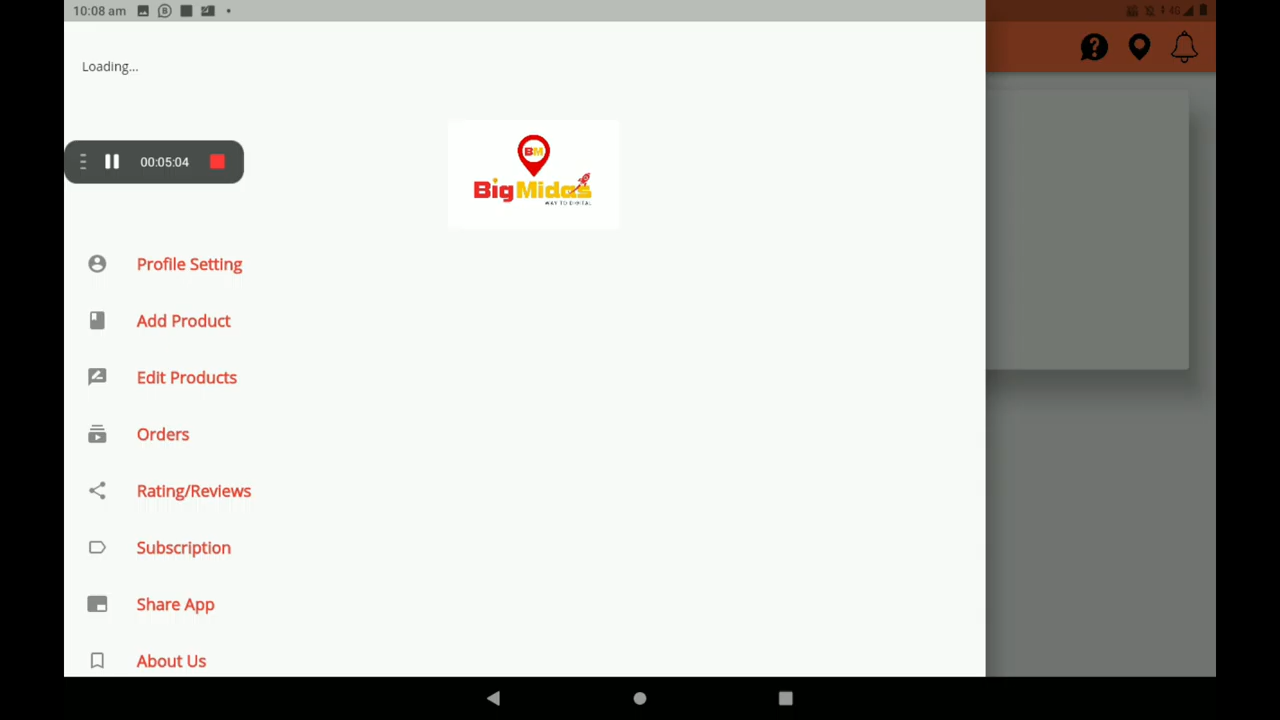 10:08 am
4G
Loading...
00:05:04
BM
BigMidas
WAY TO DIGITAL
Profile Setting
Add Product
Edit Products
Orders
Rating/Reviews
Subscription
Share App
About Us